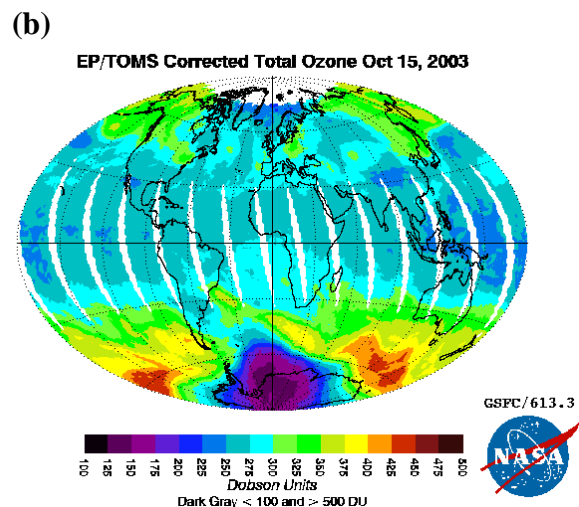 (b)
EP/TOMS Corrected Total Ozone Oct 15, 2003
GSFC/613.3
NASA
100 125 150 175 200 225 250 275 300 325 350 375 400 425 450 475 500
Dobson Units
Dark Gray < 100 and > 500 DU